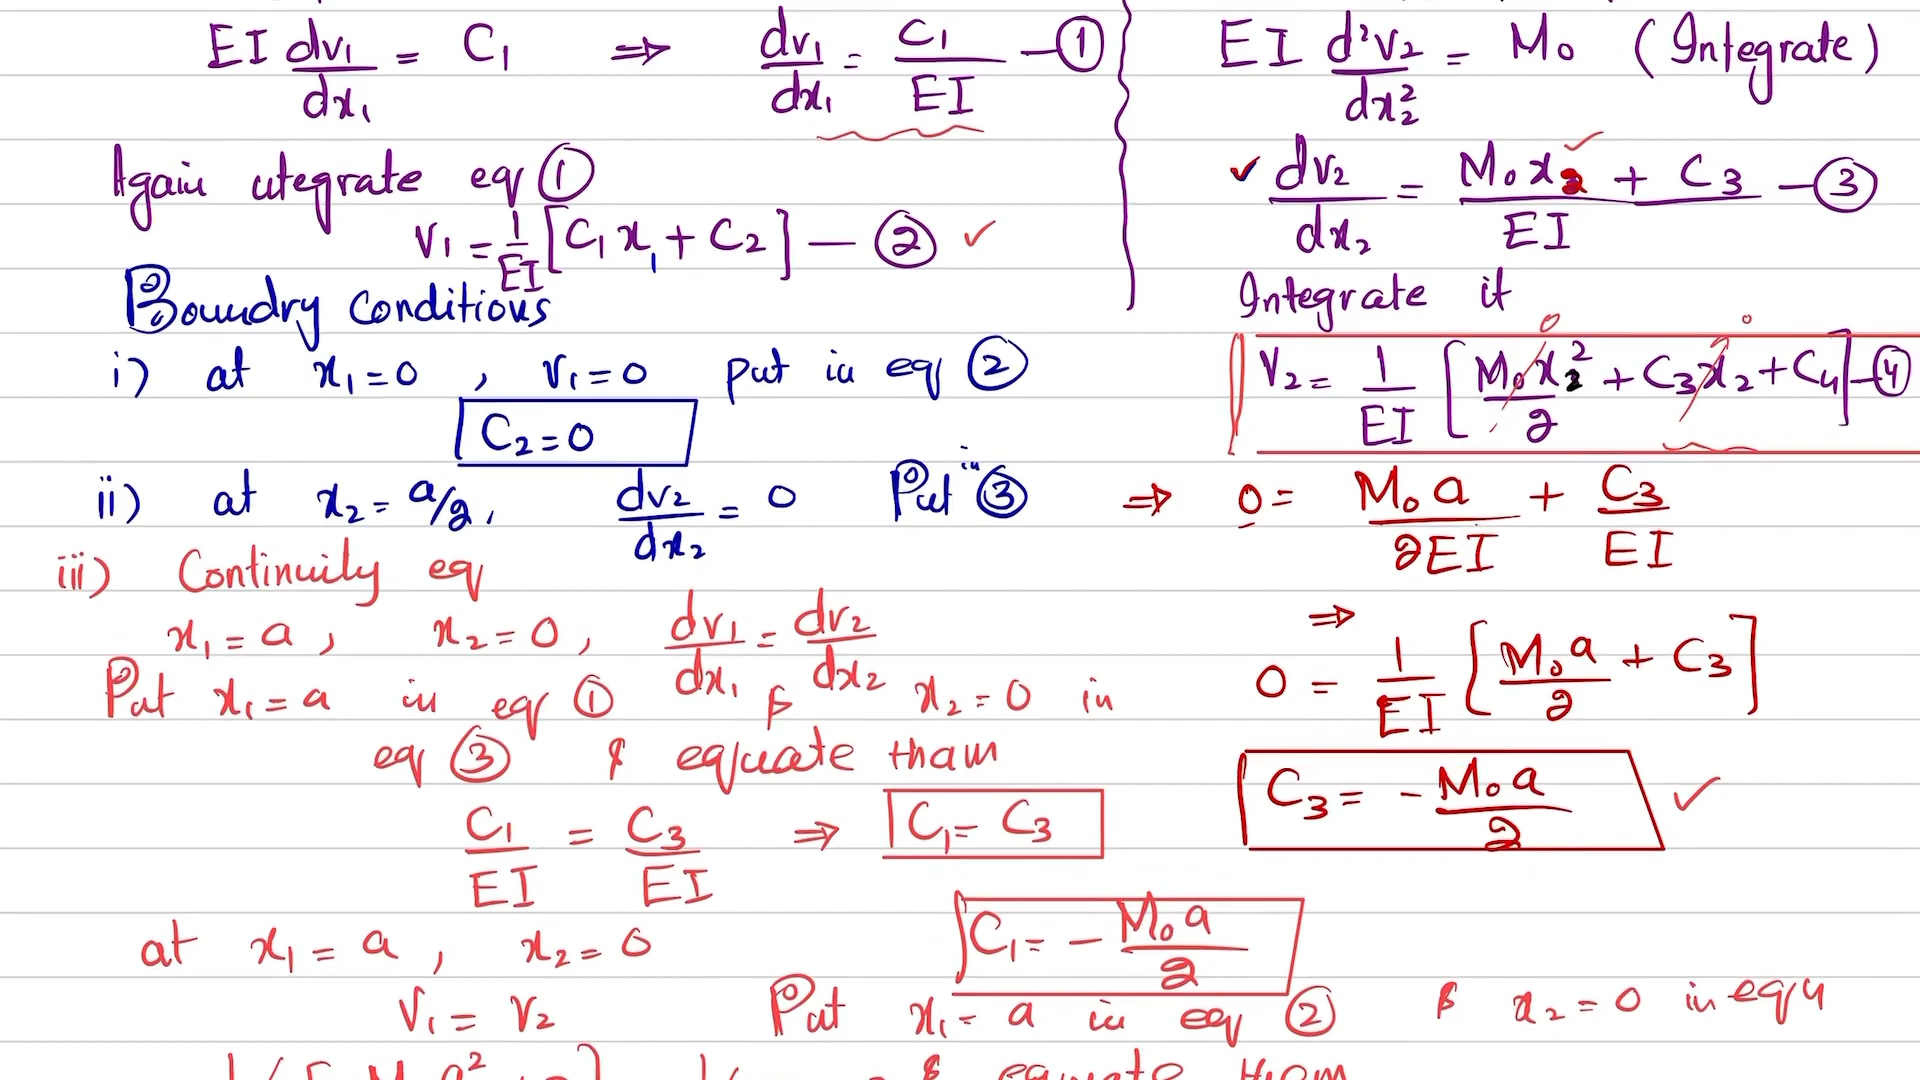 EI dv₁/dx₁ = C₁ ⇒ dv₁/dx₁ = C₁/EI — ①
Again utegrate eq ①
v₁ = 1/EI [C₁x₁ + C₂] — ② ✓
Boundry conditions
i) at x₁=0 , v₁=0 put in eq ②
C₂=0
ii) at x₂= a/2, dv₂/dx₂ = 0 Put in ③
iii) Continuity eq
x₁=a , x₂=0 , dv₁/dx₁ = dv₂/dx₂
Put x₁=a in eq ① & x₂=0 in
eq ③ & equate tham
C₁/EI = C₃/EI ⇒ C₁= C₃
C₁= - M₀a/2
at x₁=a , x₂=0
v₁= v₂ Put x₁= a in eq ② & x₂=0 in eq 4
& equate tham
EI d²v₂/dx₂² = M₀ (Integrate)
✓ dv₂/dx₂ = M₀x₂ + C₃/EI — ③
Integrate it
V₂= 1/EI [M₀x₂²/2 + C₃x₂+C₄] — ④
⇒ 0= M₀a/2EI + C₃/EI
⇒
0 = 1/EI [M₀a/2 + C₃]
C₃= - M₀a/2 ✓